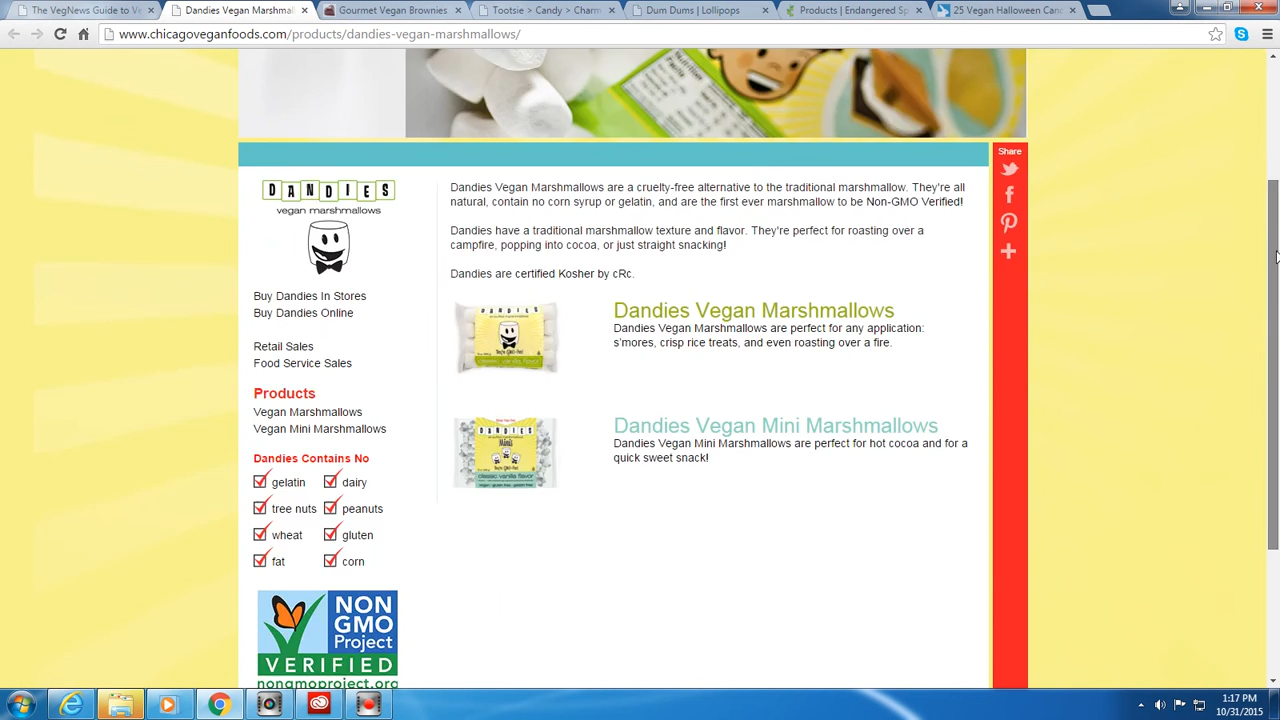 The VegNews Guide to Ve
Dandies Vegan Marshmal
Gourmet Vegan Brownies
Tootsie > Candy > Charm
Dum Dums | Lollipops
Products | Endangered Sp
25 Vegan Halloween Can
www.chicagoveganfoods.com/products/dandies-vegan-marshmallows/
Share
DANDIES
vegan marshmallows
Buy Dandies In Stores
Buy Dandies Online
Retail Sales
Food Service Sales
Products
Vegan Marshmallows
Vegan Mini Marshmallows
Dandies Contains No
gelatin dairy
tree nuts peanuts
wheat gluten
fat corn
NON
GMO
Project
VERIFIED
nongmoproject.org
Dandies Vegan Marshmallows are a cruelty-free alternative to the traditional marshmallow. They're all
natural, contain no corn syrup or gelatin, and are the first ever marshmallow to be Non-GMO Verified!
Dandies have a traditional marshmallow texture and flavor. They're perfect for roasting over a
campfire, popping into cocoa, or just straight snacking!
Dandies are certified Kosher by cRc.
DANDIES
Dandies Vegan Marshmallows
Dandies Vegan Marshmallows are perfect for any application:
s'mores, crisp rice treats, and even roasting over a fire.
DANDIES
Minis
Dandies Vegan Mini Marshmallows
Dandies Vegan Mini Marshmallows are perfect for hot cocoa and for a
quick sweet snack!
1:17 PM
10/31/2015